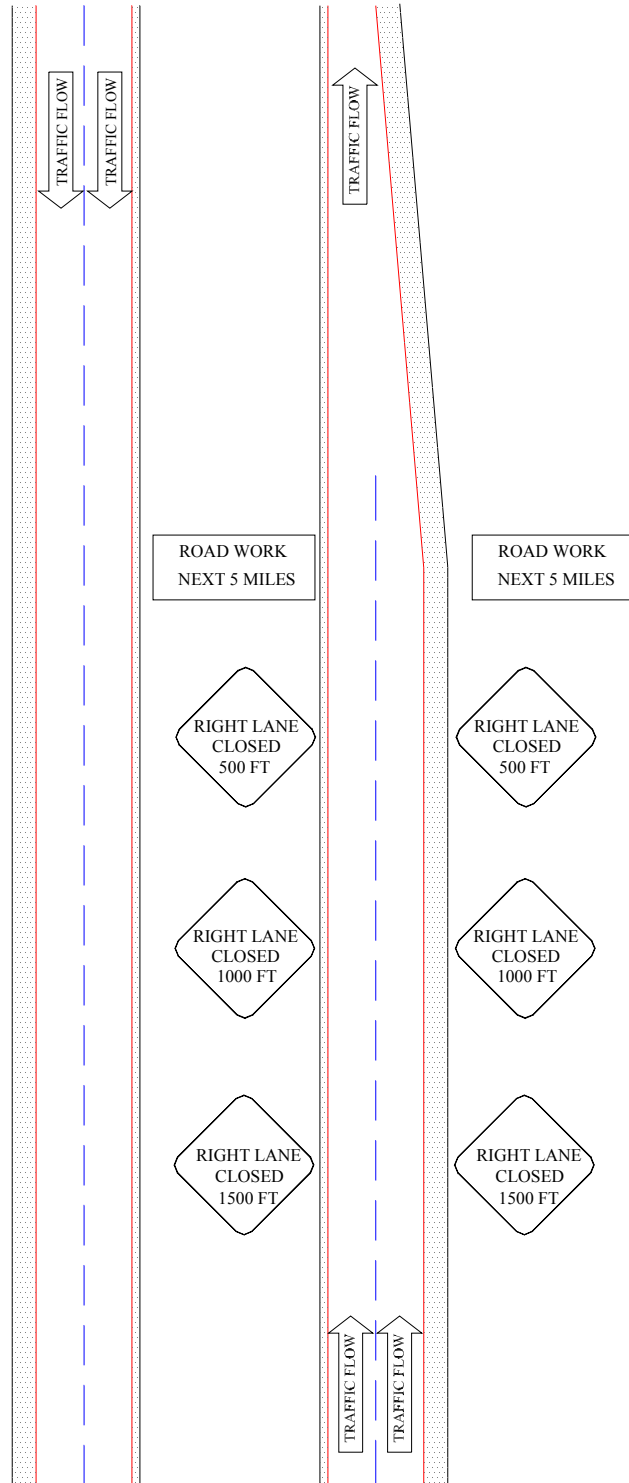 TRAFFIC FLOW
TRAFFIC FLOW
TRAFFIC FLOW
ROAD WORK
NEXT 5 MILES
ROAD WORK
NEXT 5 MILES
RIGHT LANE
CLOSED
500 FT
RIGHT LANE
CLOSED
500 FT
RIGHT LANE
CLOSED
1000 FT
RIGHT LANE
CLOSED
1000 FT
RIGHT LANE
CLOSED
1500 FT
RIGHT LANE
CLOSED
1500 FT
TRAFFIC FLOW
TRAFFIC FLOW